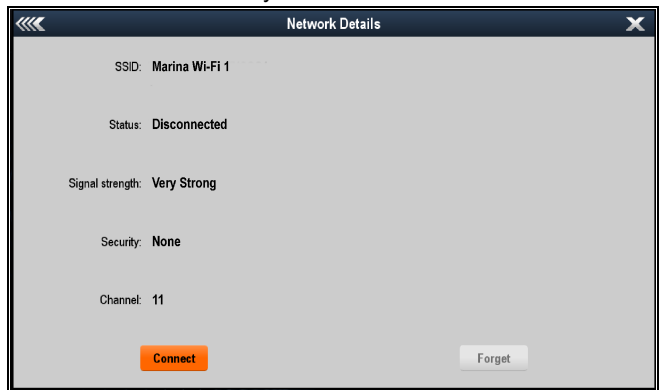 Network Details
SSID: Marina Wi-Fi 1
Status: Disconnected
Signal strength: Very Strong
Security: None
Channel: 11
Connect Forget